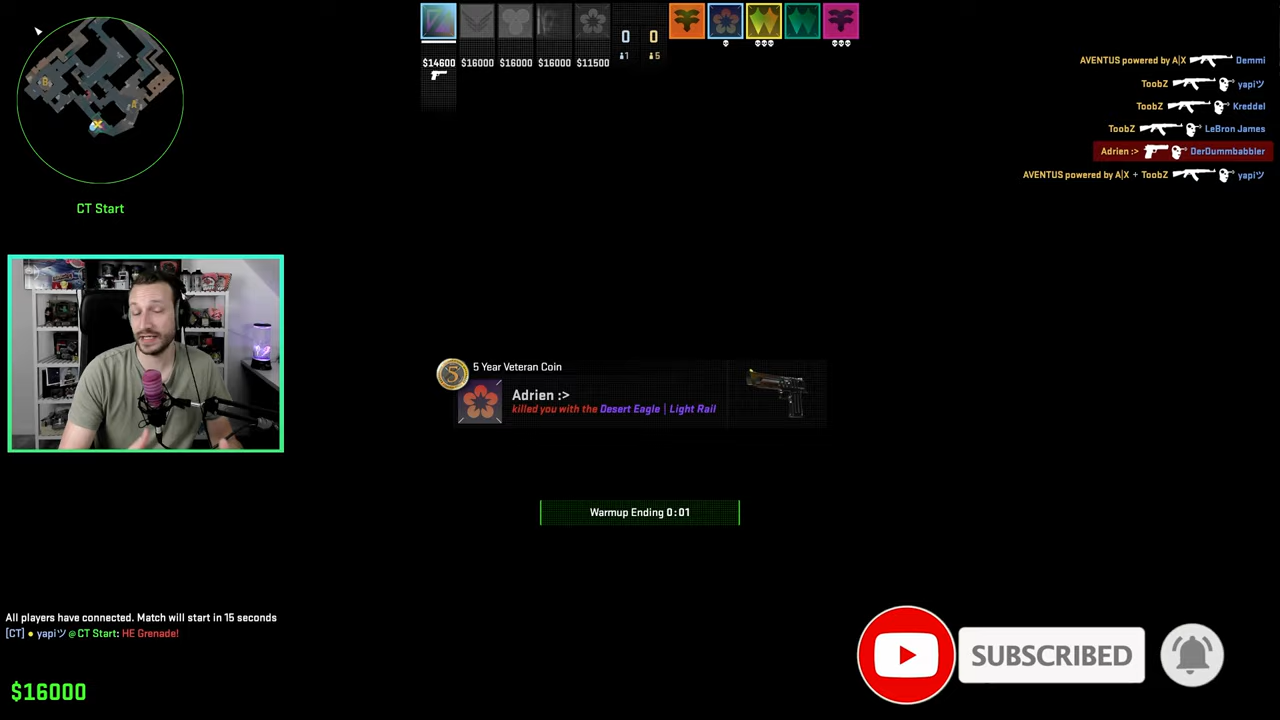 0 0
1 5
$14600 $16000 $16000 $16000 $11500
AVENTUS powered by A|X Demmi
ToobZ yapiツ
ToobZ Kreddel
ToobZ LeBron James
Adrien :> DerDummbabbler
AVENTUS powered by A|X + ToobZ yapiツ
B
A
CT Start
5 Year Veteran Coin
5
Adrien :>
killed you with the Desert Eagle | Light Rail
Warmup Ending 0:01
All players have connected. Match will start in 15 seconds
[CT] ● yapiツ @ CT Start: HE Grenade!
$16000
SUBSCRIBED